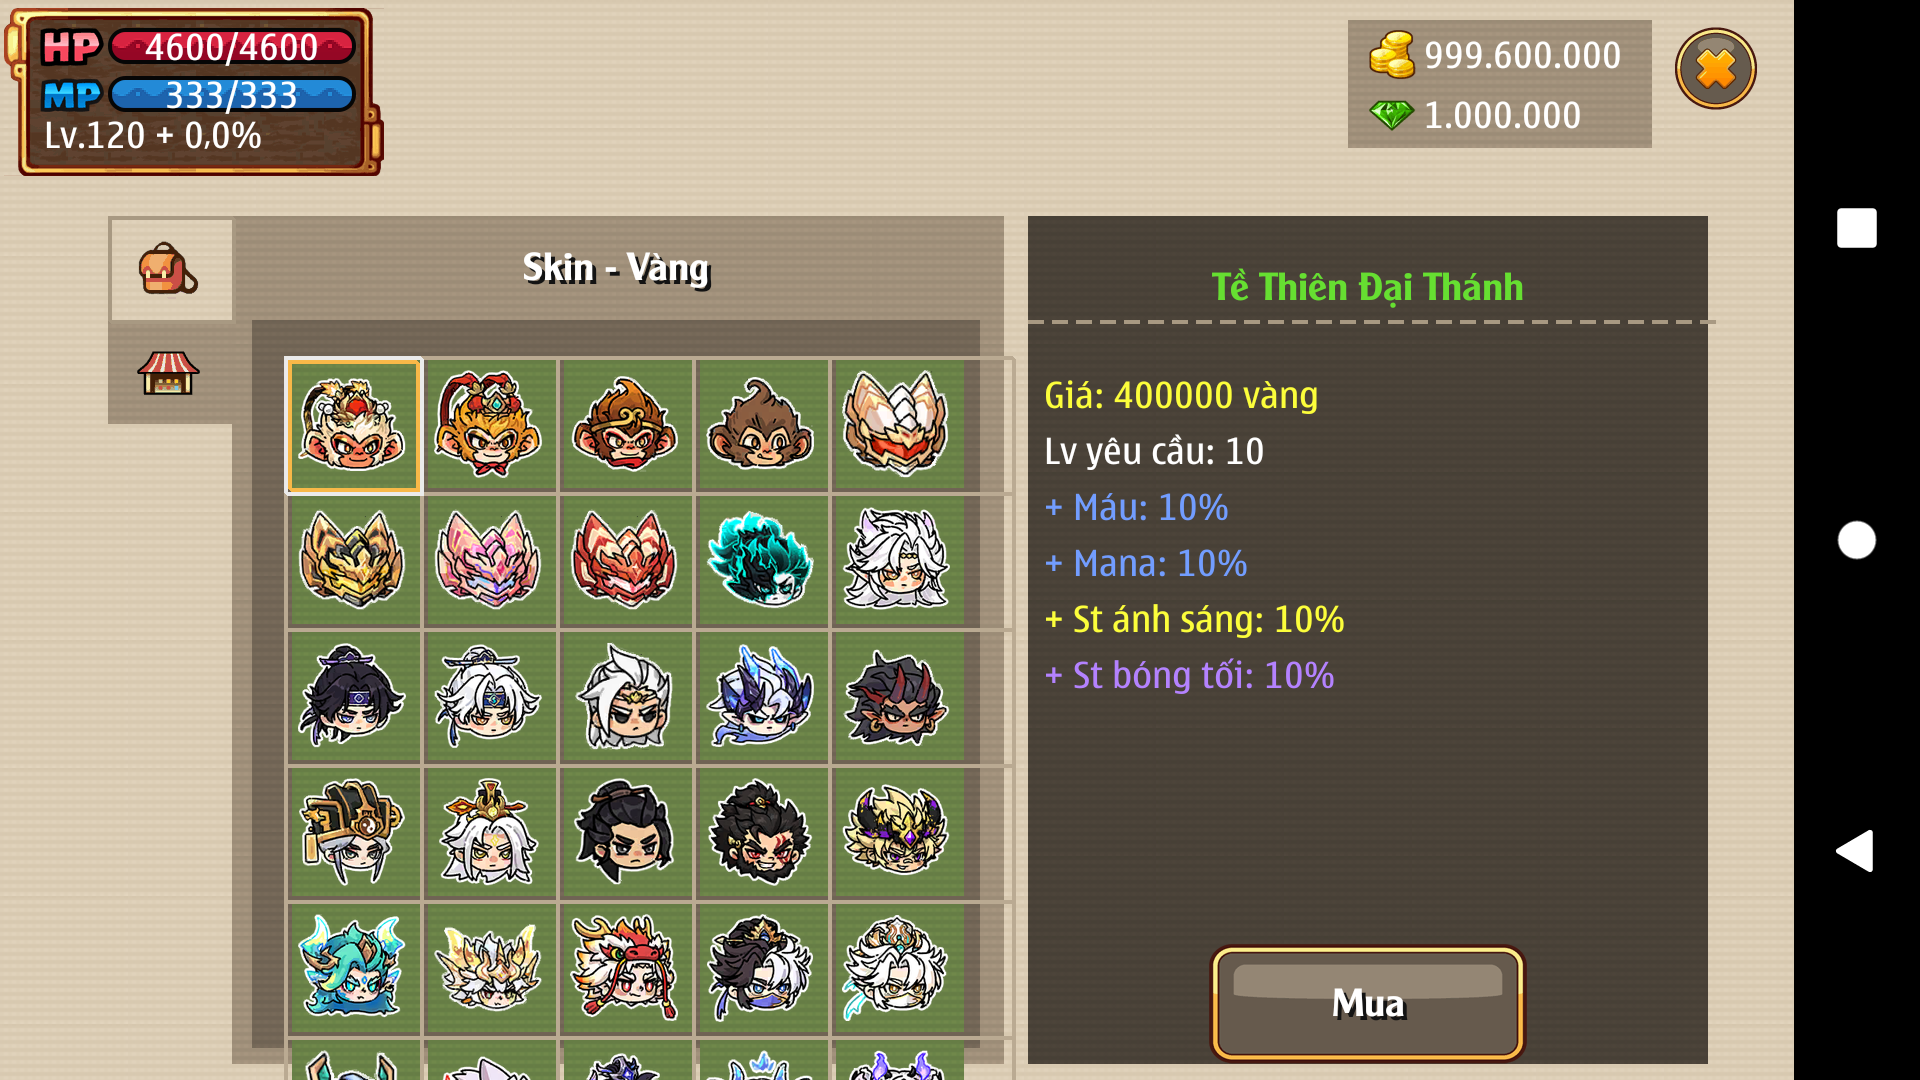 HP 4600/4600
MP 333/333
Lv.120 + 0,0%
999.600.000
1.000.000
Skin - Vàng
Tề Thiên Đại Thánh
Giá: 400000 vàng
Lv yêu cầu: 10
+ Máu: 10%
+ Mana: 10%
+ St ánh sáng: 10%
+ St bóng tối: 10%
Mua